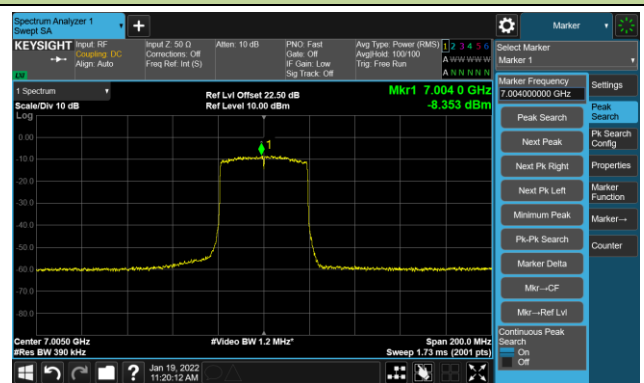 Spectrum Analyzer 1
Swept SA
+
Marker
KEYSIGHT
Input: RF
Coupling: DC
Align: Auto
Input Z: 50 Ω
Corrections: Off
Freq Ref: Int (S)
Atten: 10 dB
PNO: Fast
Gate: Off
IF Gain: Low
Sig Track: Off
Avg Type: Power (RMS)
Avg|Hold: 100/100
Trig: Free Run
1 2 3 4 5 6
A W W W W W
A N N N N N
Select Marker
Marker 1
LW
1 Spectrum
Scale/Div 10 dB
Log
Ref Lvl Offset 22.50 dB
Ref Level 10.00 dBm
Mkr1 7.004 0 GHz
-8.353 dBm
1
0.00
-10.0
-20.0
-30.0
-40.0
-50.0
-60.0
-70.0
-80.0
Center 7.0050 GHz
#Res BW 390 kHz
#Video BW 1.2 MHz*
Span 200.0 MHz
Sweep 1.73 ms (2001 pts)
Marker Frequency
7.004000000 GHz
Peak Search
Next Peak
Next Pk Right
Next Pk Left
Minimum Peak
Pk-Pk Search
Marker Delta
Mkr→CF
Mkr→Ref Lvl
Continuous Peak
Search
On
Off
Settings
Peak
Search
Pk Search
Config
Properties
Marker
Function
Marker→
Counter
?
Jan 19, 2022
11:20:12 AM